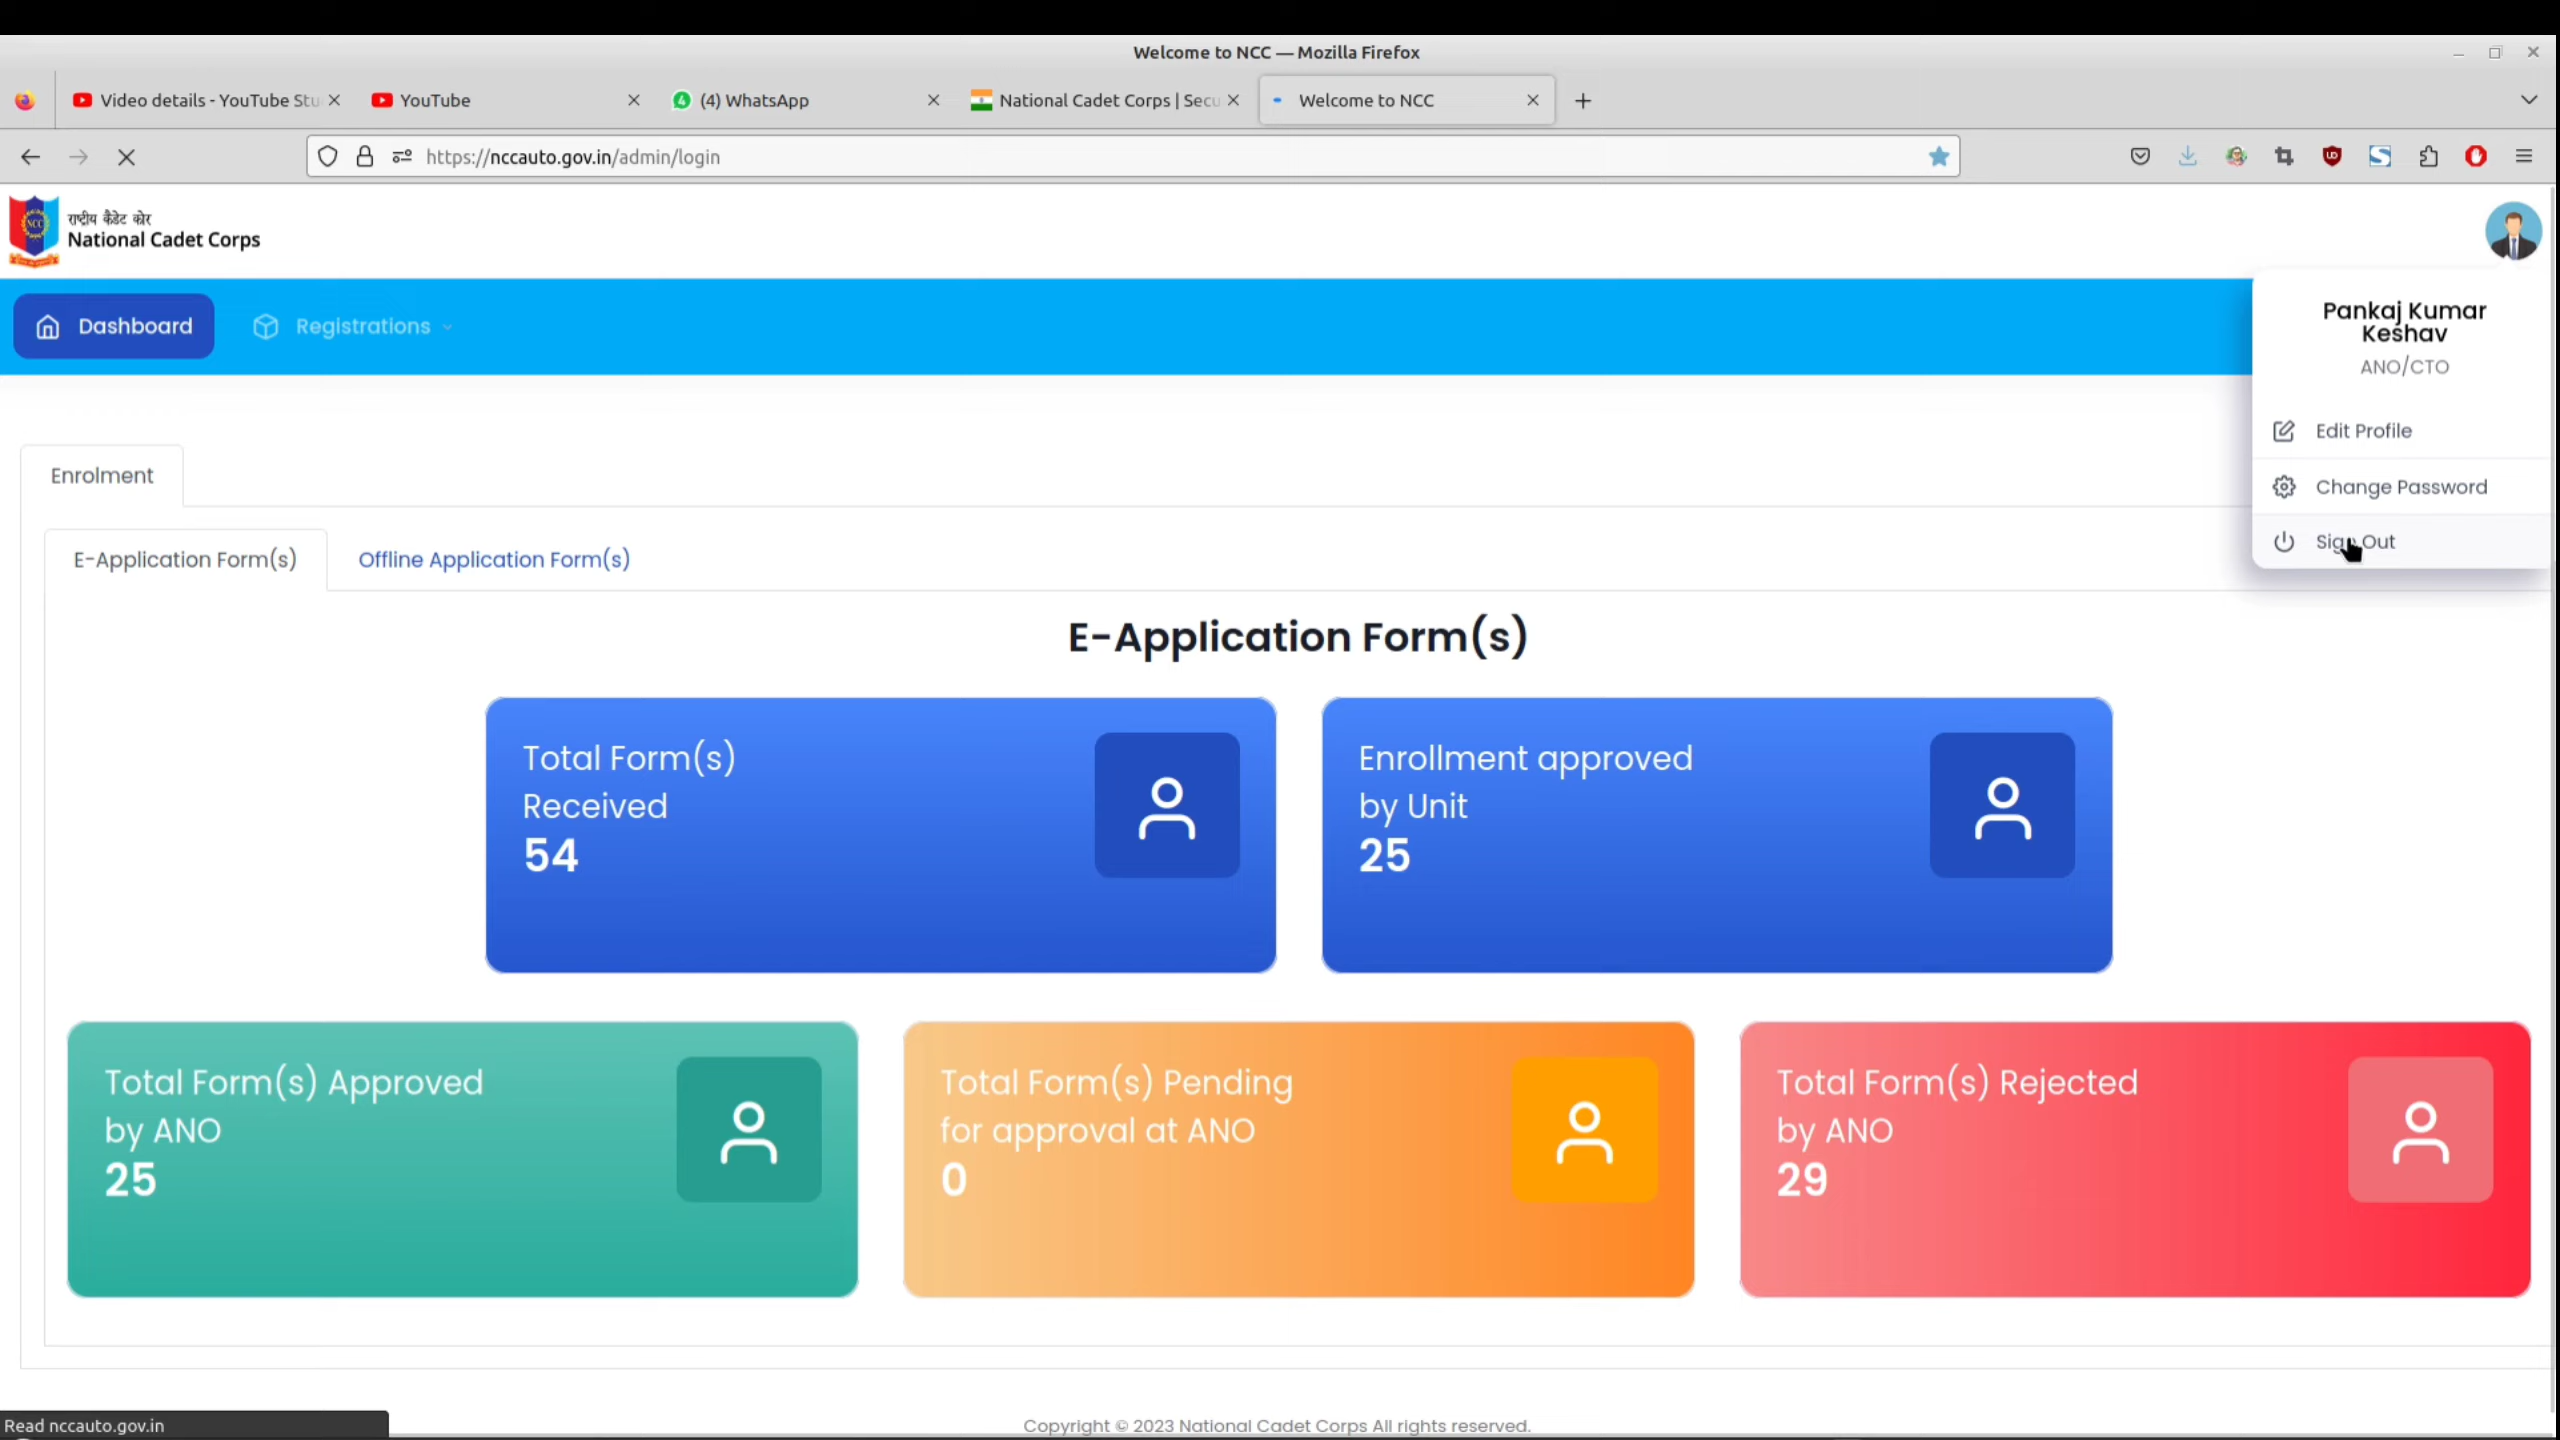 Welcome to NCC — Mozilla Firefox
Video details - YouTube Stu
YouTube
(4) WhatsApp
National Cadet Corps | Secu
Welcome to NCC
https://nccauto.gov.in/admin/login
राष्ट्रीय कैडेट कोर
National Cadet Corps
Dashboard
Registrations
Pankaj Kumar
Keshav
ANO/CTO
Edit Profile
Change Password
Sign Out
Enrolment
E-Application Form(s)
Offline Application Form(s)
E-Application Form(s)
Total Form(s)
Received
54
Enrollment approved
by Unit
25
Total Form(s) Approved
by ANO
25
Total Form(s) Pending
for approval at ANO
0
Total Form(s) Rejected
by ANO
29
Read nccauto.gov.in
Copyright © 2023 National Cadet Corps All rights reserved.